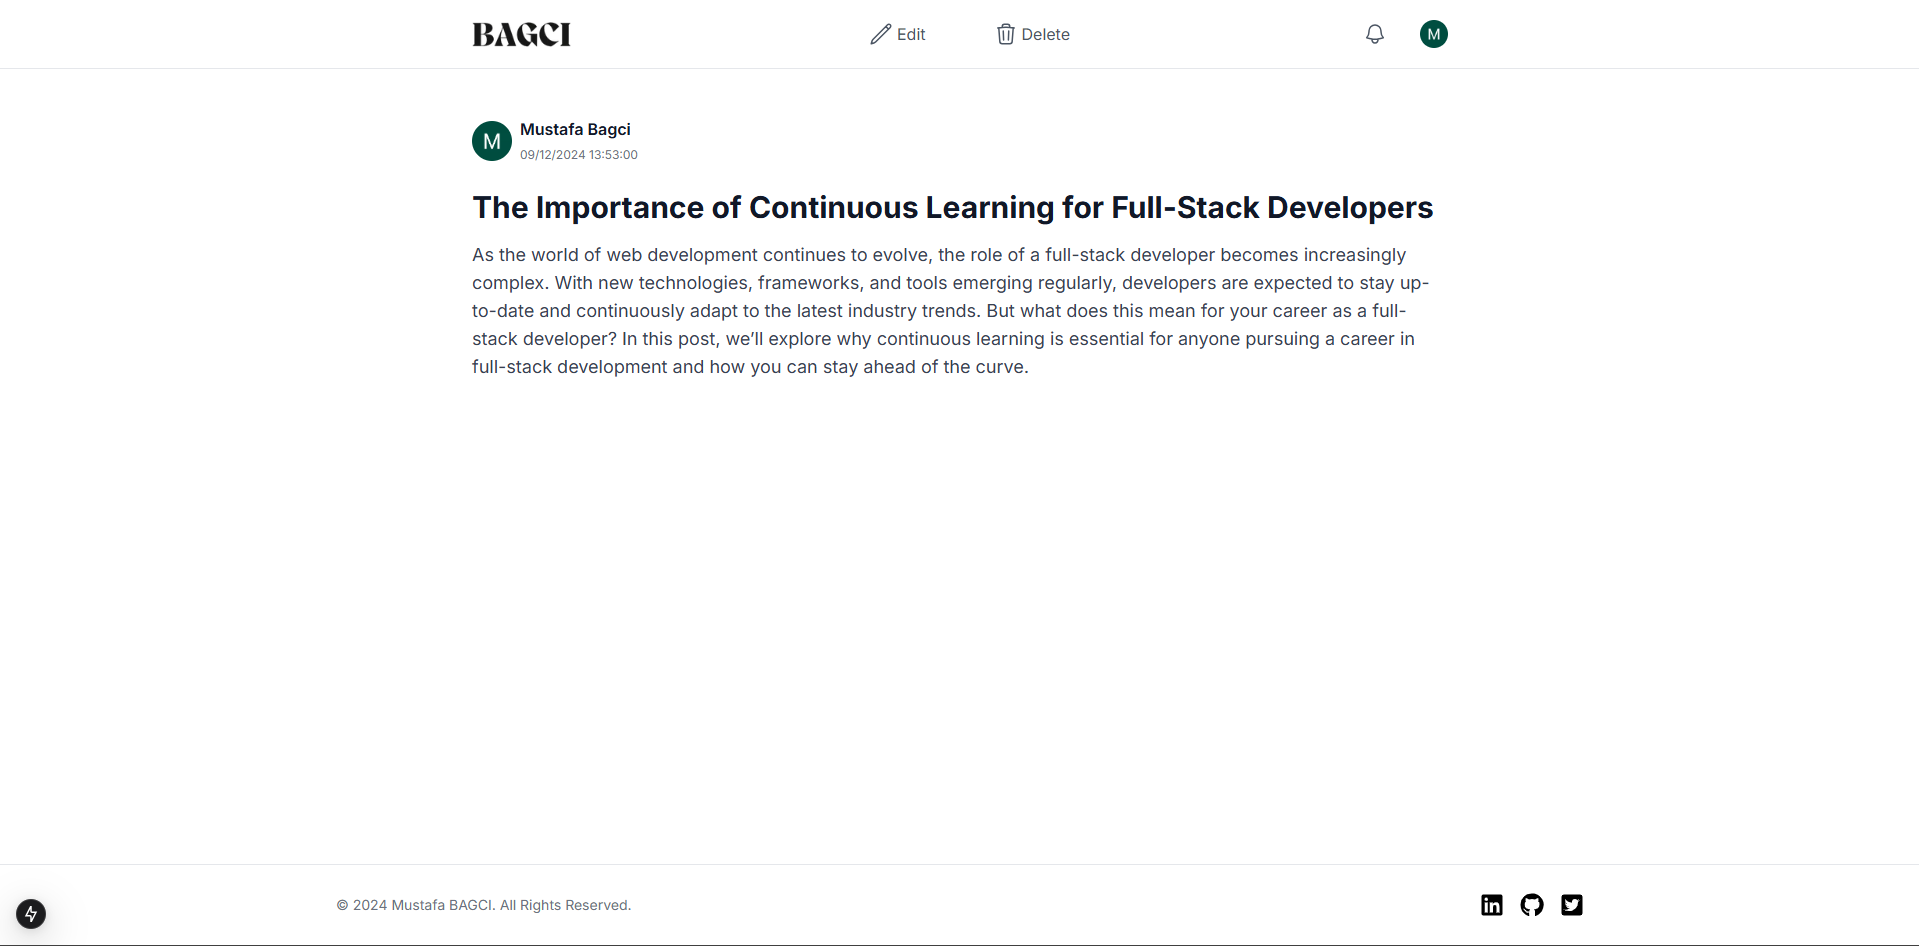 BAGCI
Edit
Delete
M
M
Mustafa Bagci
09/12/2024 13:53:00
The Importance of Continuous Learning for Full-Stack Developers
As the world of web development continues to evolve, the role of a full-stack developer becomes increasingly
complex. With new technologies, frameworks, and tools emerging regularly, developers are expected to stay up-
to-date and continuously adapt to the latest industry trends. But what does this mean for your career as a full-
stack developer? In this post, we’ll explore why continuous learning is essential for anyone pursuing a career in
full-stack development and how you can stay ahead of the curve.
© 2024 Mustafa BAGCI. All Rights Reserved.
in